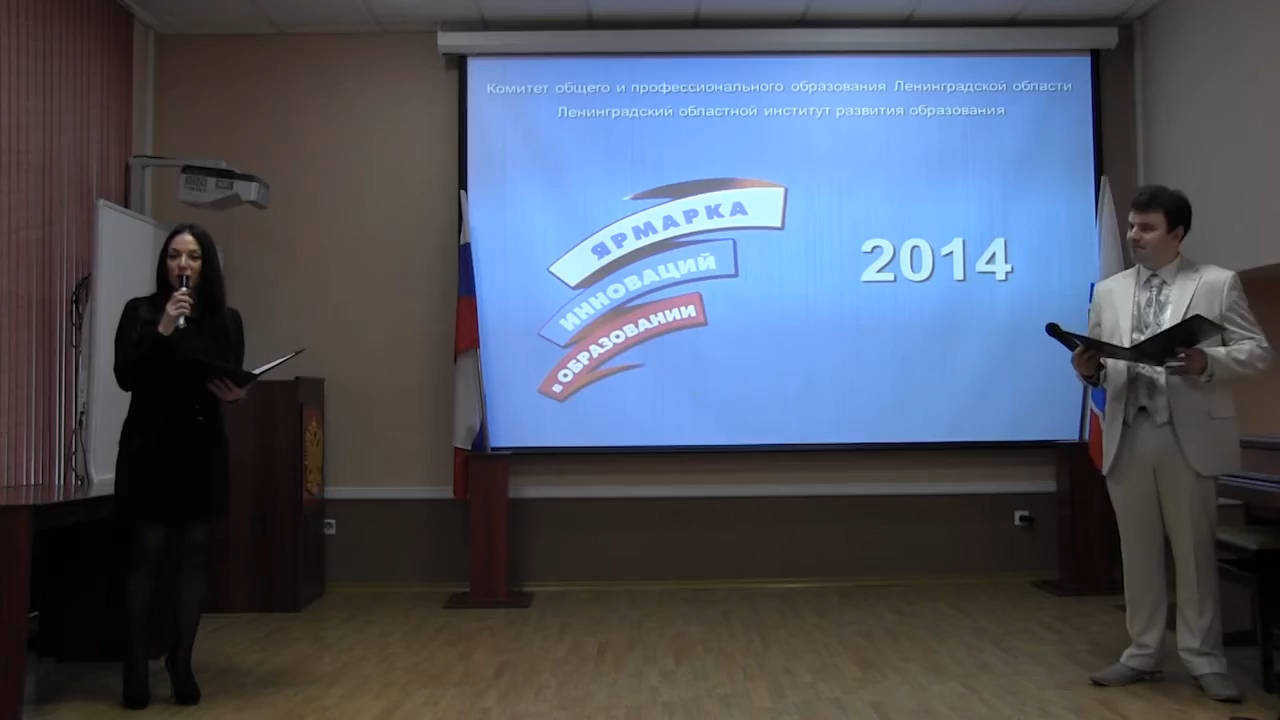 Комитет общего и профессионального образования Ленинградской области
Ленинградский областной институт развития образования
ЯРМАРКА
ИННОВАЦИЙ
в ОБРАЗОВАНИИ
2014